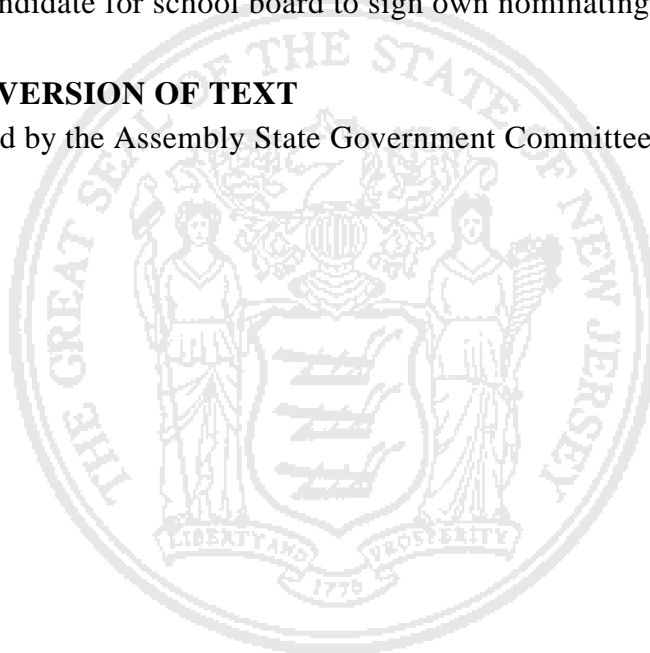 ndidate for school board to sign own nominating
VERSION OF TEXT
d by the Assembly State Government Committee
THE GREAT SEAL OF THE STATE OF NEW JERSEY
LIBERTY AND PROSPERITY
1776